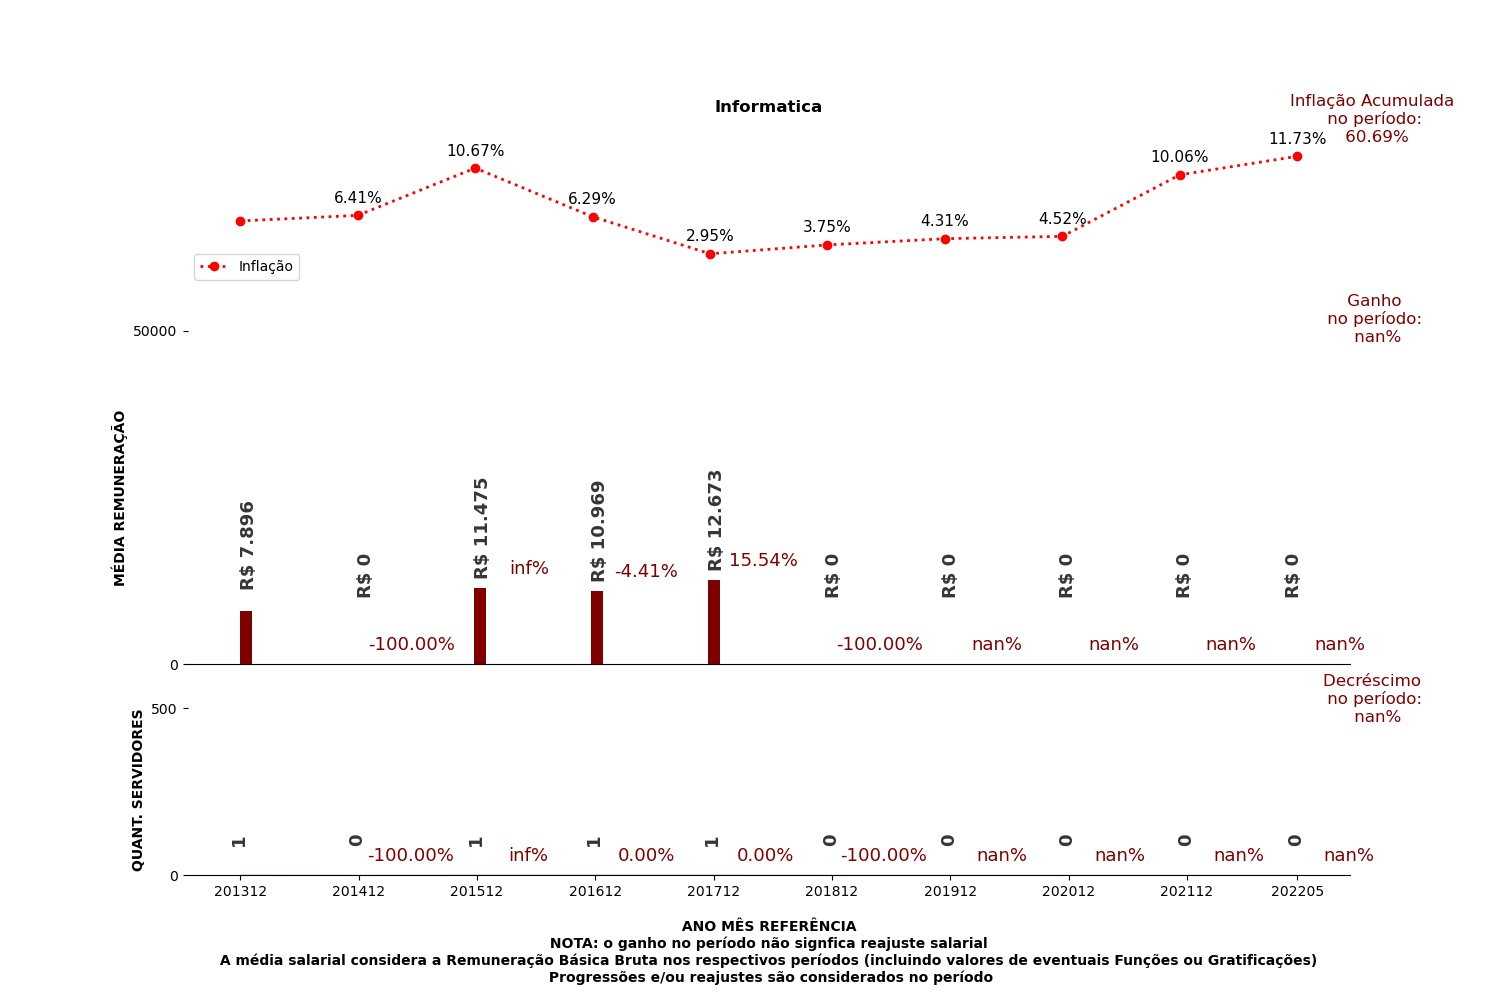 Informatica
Inflação Acumulada
no período:
60.69%
6.41%
10.67%
6.29%
2.95%
3.75%
4.31%
4.52%
10.06%
11.73%
Inflação
Ganho
no período:
nan%
50000
0
MÉDIA REMUNERAÇÃO
R$ 7.896
R$ 0
R$ 11.475
R$ 10.969
R$ 12.673
R$ 0
R$ 0
R$ 0
R$ 0
R$ 0
-100.00%
inf%
-4.41%
15.54%
-100.00%
nan%
nan%
nan%
nan%
Decréscimo
no período:
nan%
500
0
QUANT. SERVIDORES
1
0
1
1
1
0
0
0
0
0
-100.00%
inf%
0.00%
0.00%
-100.00%
nan%
nan%
nan%
nan%
201312
201412
201512
201612
201712
201812
201912
202012
202112
202205
ANO MÊS REFERÊNCIA
NOTA: o ganho no período não signfica reajuste salarial
A média salarial considera a Remuneração Básica Bruta nos respectivos períodos (incluindo valores de eventuais Funções ou Gratificações)
Progressões e/ou reajustes são considerados no período